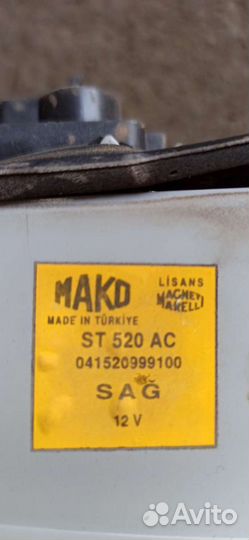 MAKO
LİSANS
MAGNETI
MARELLI
MADE IN TÜRKİYE
ST 520 AC
041520999100
SAĞ
12 V
Avito